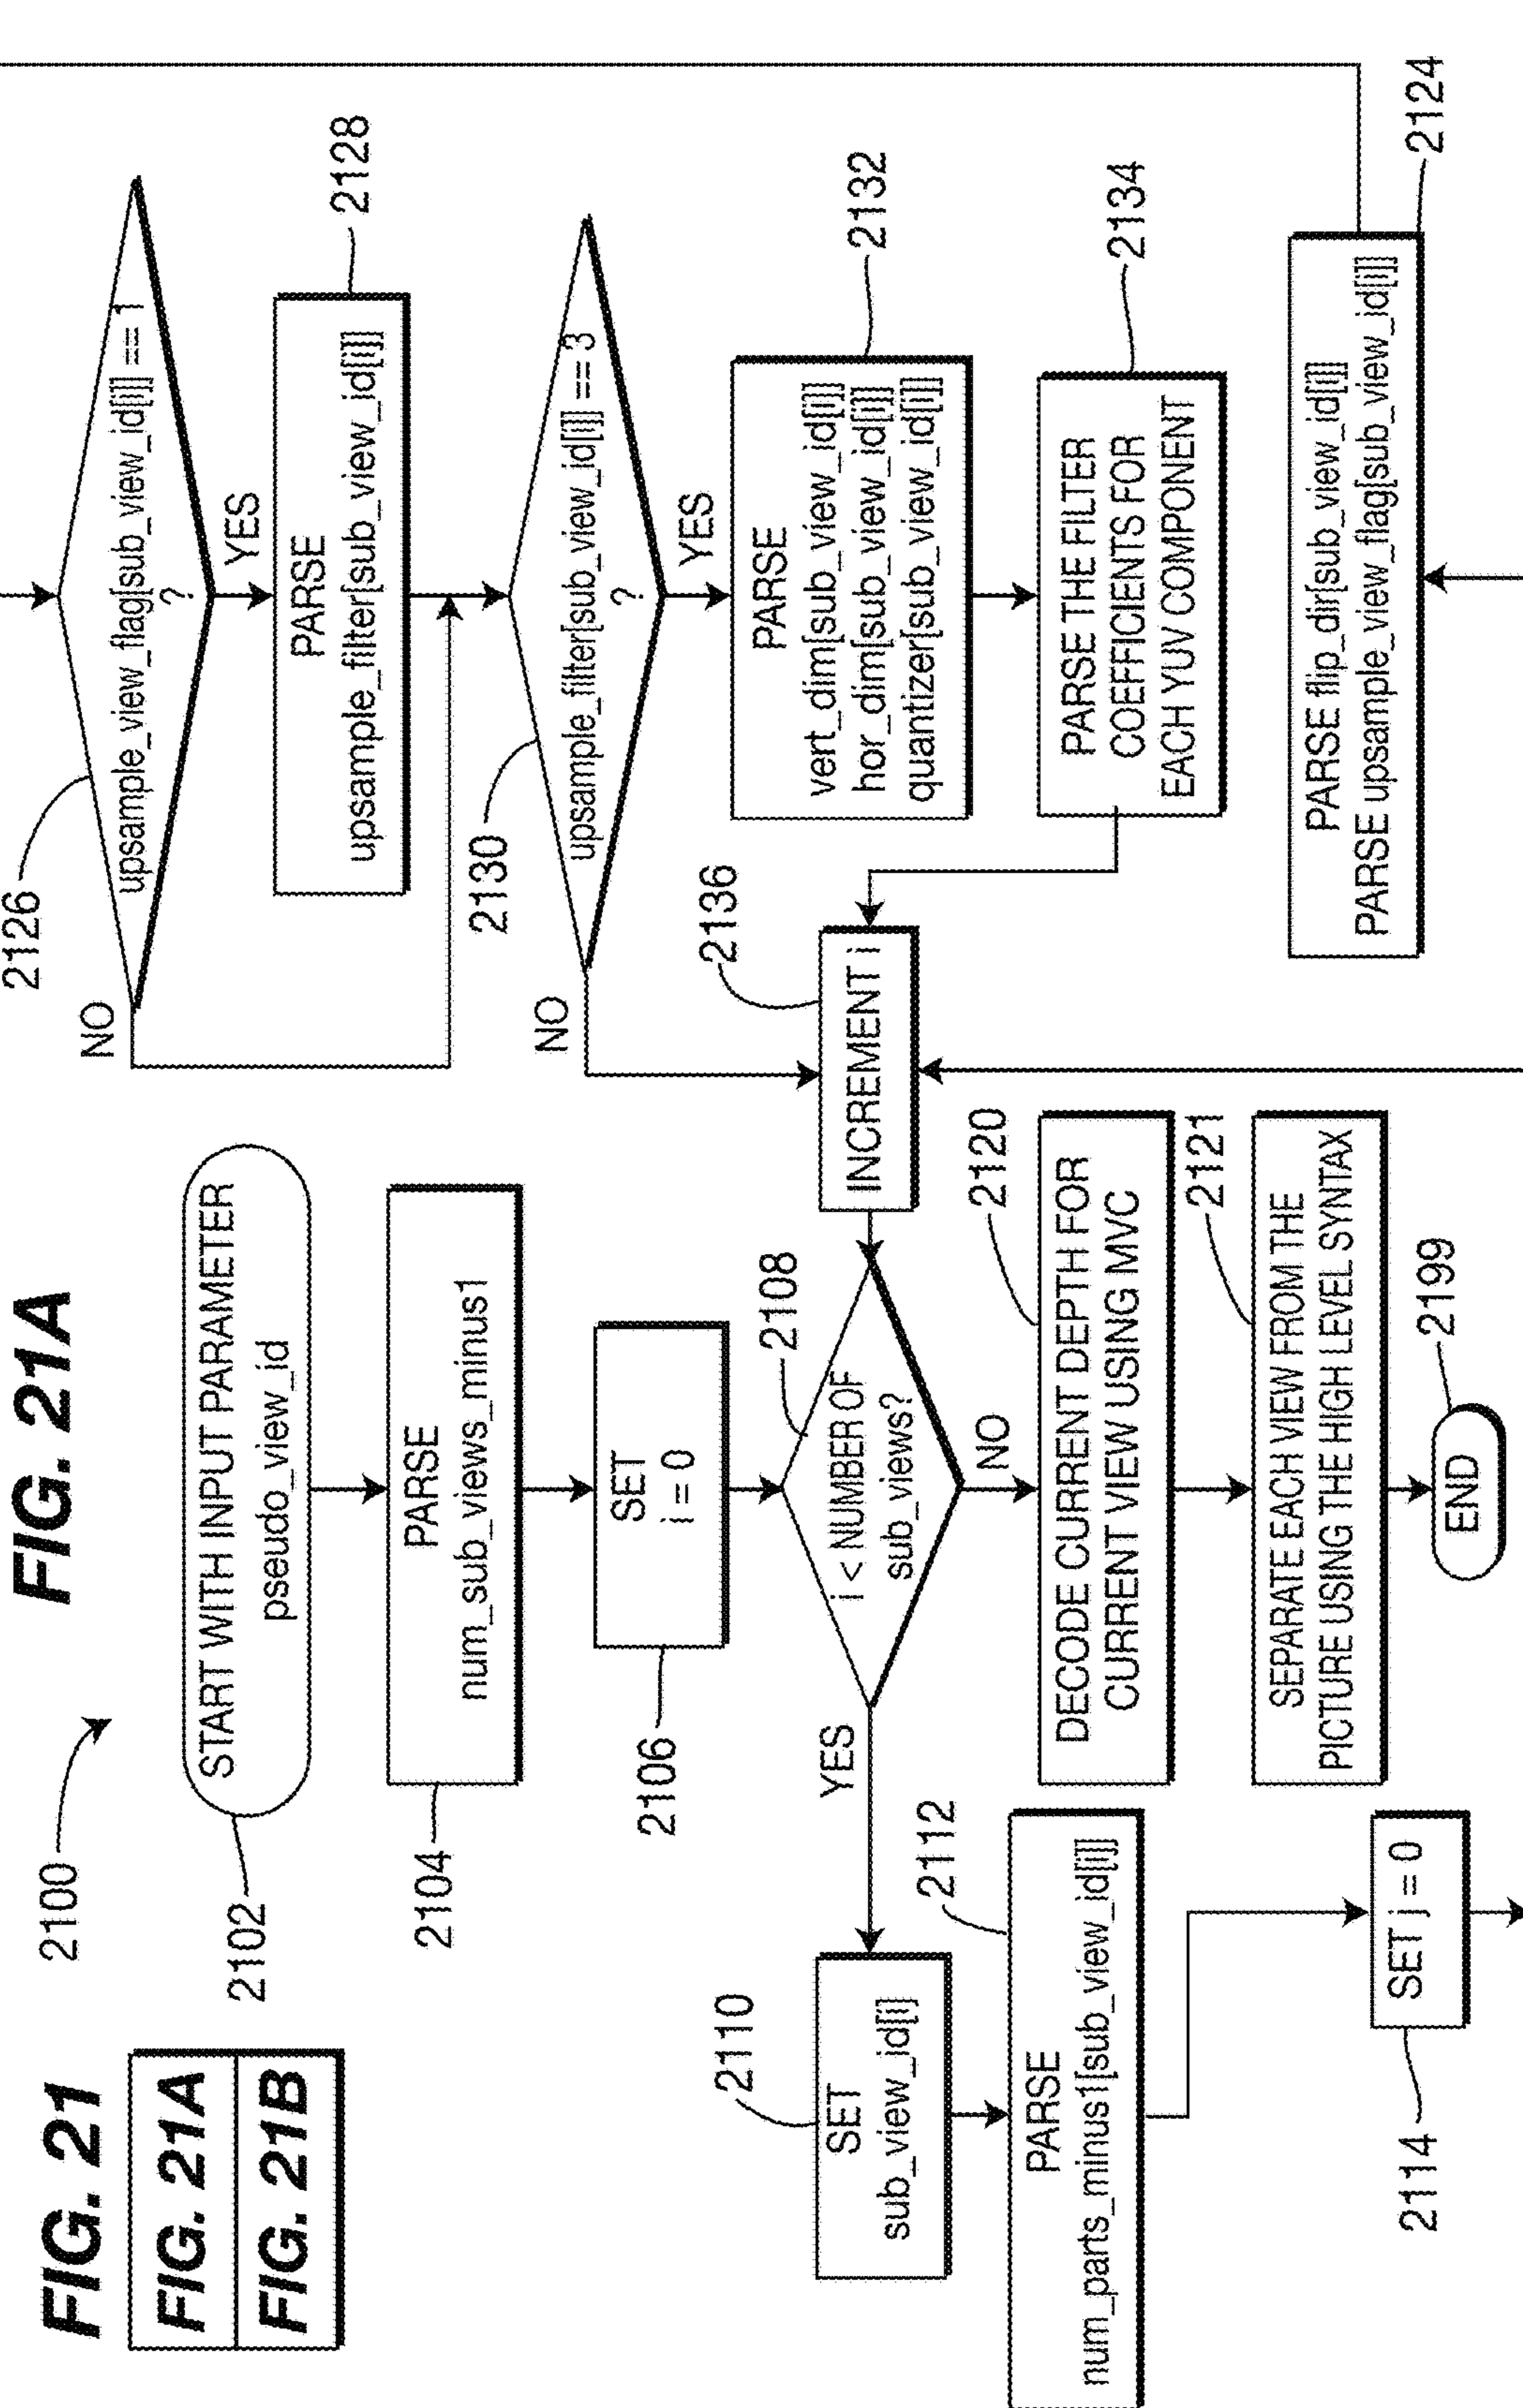 FIG. 21
FIG. 21A
FIG. 21B
FIG. 21A
2100
2102
START WITH INPUT PARAMETER
pseudo_view_id
2104
PARSE
num_sub_views_minus1
2106
SET
i = 0
2108
i < NUMBER OF
sub_views?
YES
NO
2110
SET
sub_view_id[i]
2112
PARSE
num_parts_minus1[sub_view_id[i]]
2114
SET j = 0
2120
DECODE CURRENT DEPTH FOR
CURRENT VIEW USING MVC
2121
SEPARATE EACH VIEW FROM THE
PICTURE USING THE HIGH LEVEL SYNTAX
2199
END
2126
upsample_view_flag[sub_view_id[i]] == 1
?
NO
YES
2128
PARSE
upsample_filter[sub_view_id[i]]
2130
upsample_filter[sub_view_id[i]] == 3
?
NO
YES
2132
PARSE
vert_dim[sub_view_id[i]]
hor_dim[sub_view_id[i]]
quantizer[sub_view_id[i]]
2134
PARSE THE FILTER
COEFFICIENTS FOR
EACH YUV COMPONENT
2136
INCREMENT i
2124
PARSE flip_dir[sub_view_id[i]]
PARSE upsample_view_flag[sub_view_id[i]]